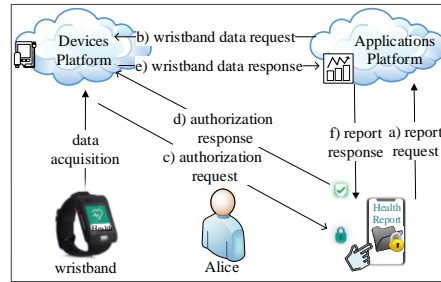 Devices
Platform
b) wristband data request
e) wristband data response
Applications
Platform
d) authorization
response
c) authorization
request
data
acquisition
f) report
response
a) report
request
Health
Health
Report
wristband
Alice